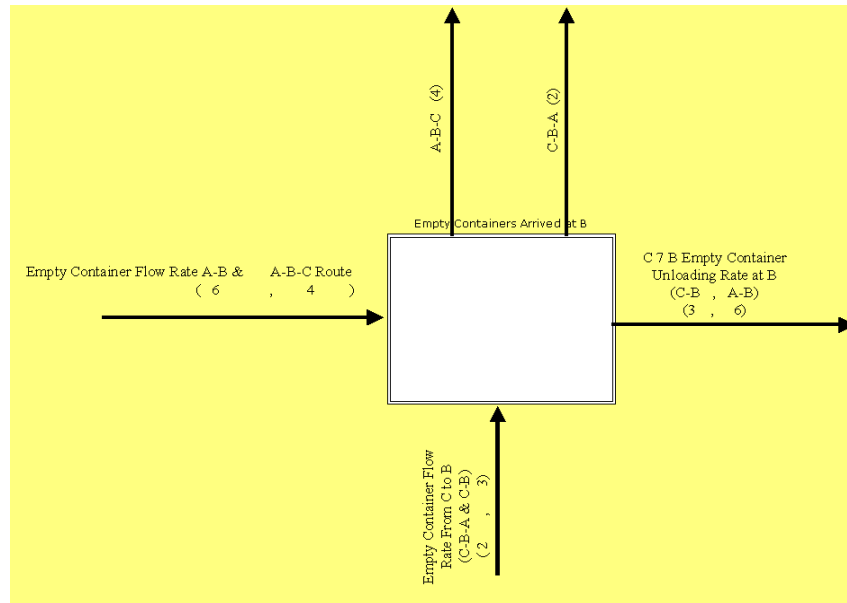 A-B-C (4)
C-B-A (2)
Empty Containers Arrived at B
Empty Container Flow Rate A-B & A-B-C Route
( 6 , 4 )
C 7 B Empty Container
Unloading Rate at B
(C-B , A-B)
(3 , 6)
Empty Container Flow
Rate From C to B
(C-B-A & C-B)
( 2 , 3)